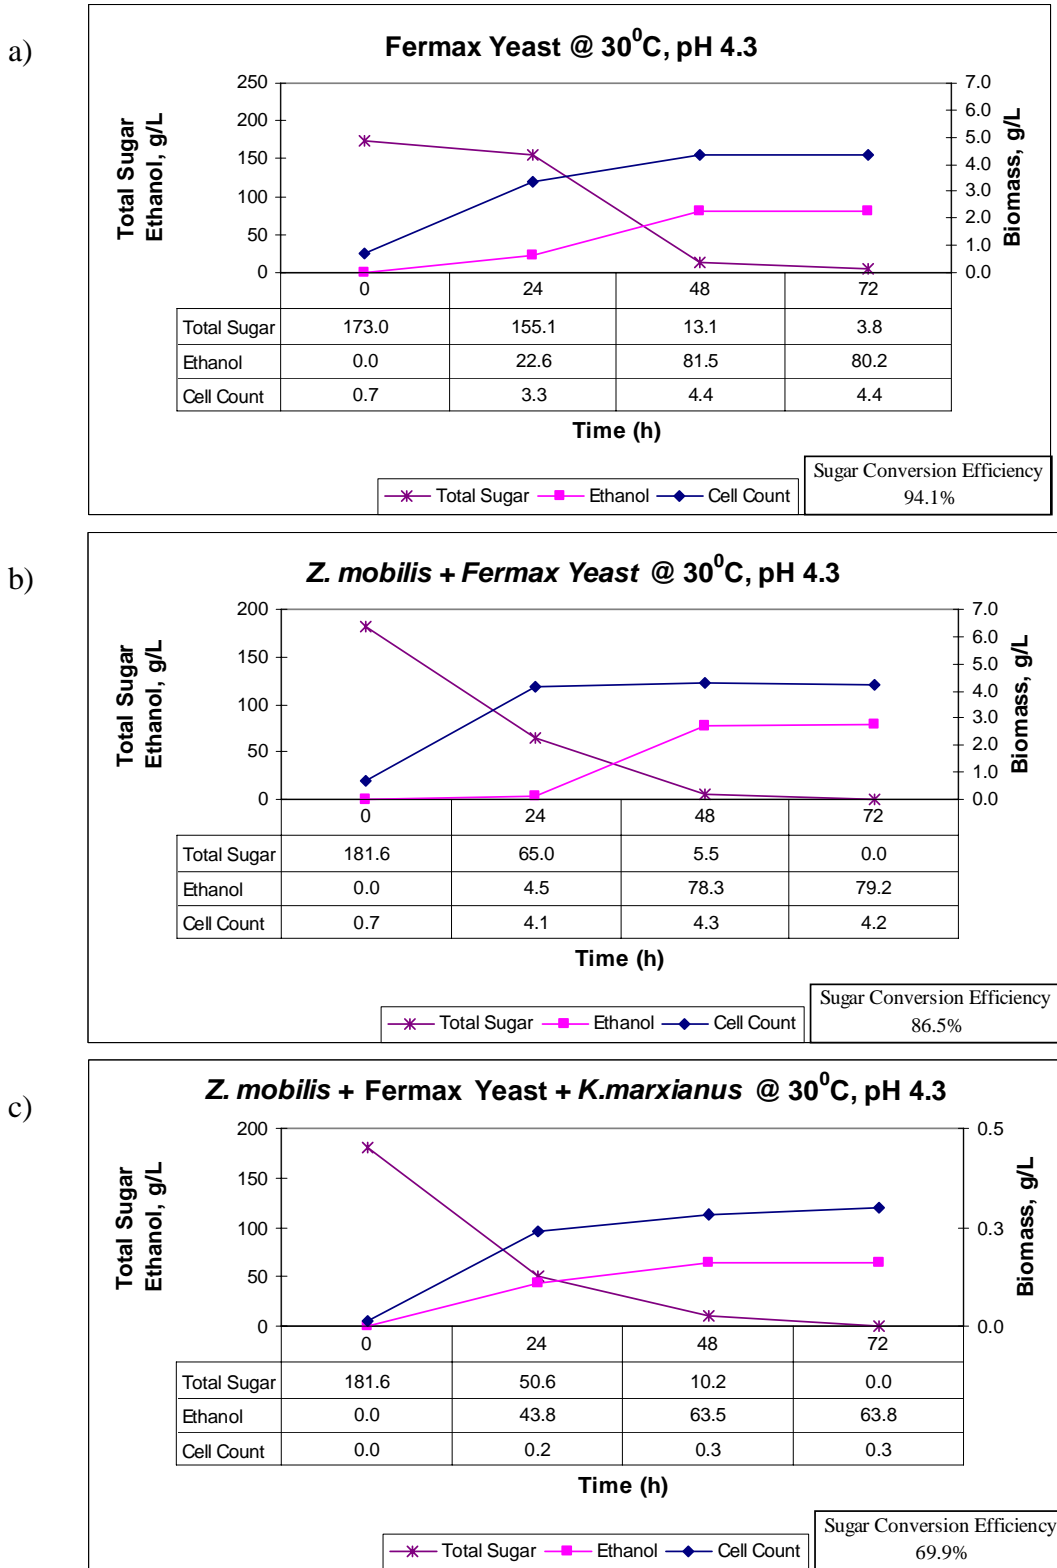 a)
Fermax Yeast @ 30⁰C, pH 4.3
Total Sugar
Ethanol, g/L
250
200
150
100
50
0
7.0
6.0
5.0
4.0
3.0
2.0
1.0
0.0
Biomass, g/L
0 24 48 72
Total Sugar 173.0 155.1 13.1 3.8
Ethanol 0.0 22.6 81.5 80.2
Cell Count 0.7 3.3 4.4 4.4
Time (h)
Total Sugar Ethanol Cell Count
Sugar Conversion Efficiency
94.1%
b)
Z. mobilis + Fermax Yeast @ 30⁰C, pH 4.3
Total Sugar
Ethanol, g/L
200
150
100
50
0
7.0
6.0
5.0
4.0
3.0
2.0
1.0
0.0
Biomass, g/L
0 24 48 72
Total Sugar 181.6 65.0 5.5 0.0
Ethanol 0.0 4.5 78.3 79.2
Cell Count 0.7 4.1 4.3 4.2
Time (h)
Total Sugar Ethanol Cell Count
Sugar Conversion Efficiency
86.5%
c)
Z. mobilis + Fermax Yeast + K.marxianus @ 30⁰C, pH 4.3
Total Sugar
Ethanol, g/L
200
150
100
50
0
0.5
0.3
0.0
Biomass, g/L
0 24 48 72
Total Sugar 181.6 50.6 10.2 0.0
Ethanol 0.0 43.8 63.5 63.8
Cell Count 0.0 0.2 0.3 0.3
Time (h)
Total Sugar Ethanol Cell Count
Sugar Conversion Efficiency
69.9%